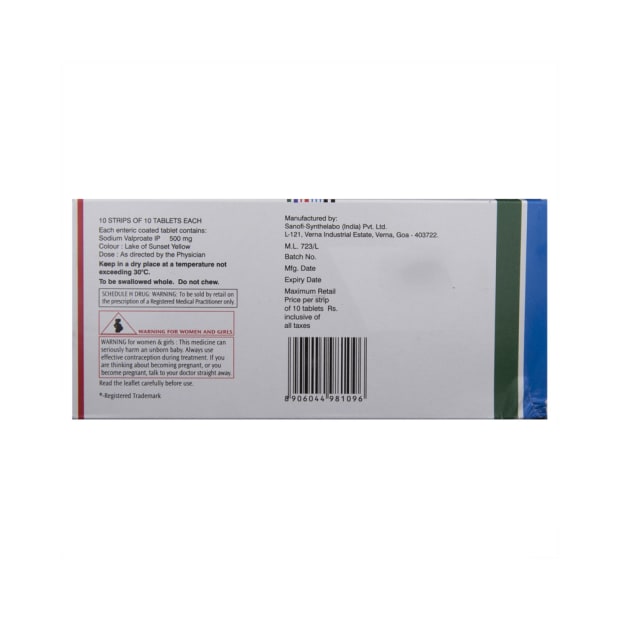 10 STRIPS OF 10 TABLETS EACH
Each enteric coated tablet contains:
Sodium Valproate IP 500 mg
Colour : Lake of Sunset Yellow
Dose : As directed by the Physician
Keep in a dry place at a temperature not
exceeding 30°C.
To be swallowed whole. Do not chew.
SCHEDULE H DRUG: WARNING: To be sold by retail on
the prescription of a Registered Medical Practitioner only.
WARNING FOR WOMEN AND GIRLS
WARNING for women & girls : This medicine can
seriously harm an unborn baby. Always use
effective contraception during treatment. If you
are thinking about becoming pregnant, or you
become pregnant, talk to your doctor straight away.
Read the leaflet carefully before use.
*-Registered Trademark
Manufactured by:
Sanofi-Synthelabo (India) Pvt. Ltd.
L-121, Verna Industrial Estate, Verna, Goa - 403722.
M.L. 723/L
Batch No.
Mfg. Date
Expiry Date
Maximum Retail
Price per strip
of 10 tablets Rs.
inclusive of
all taxes
8906044981096